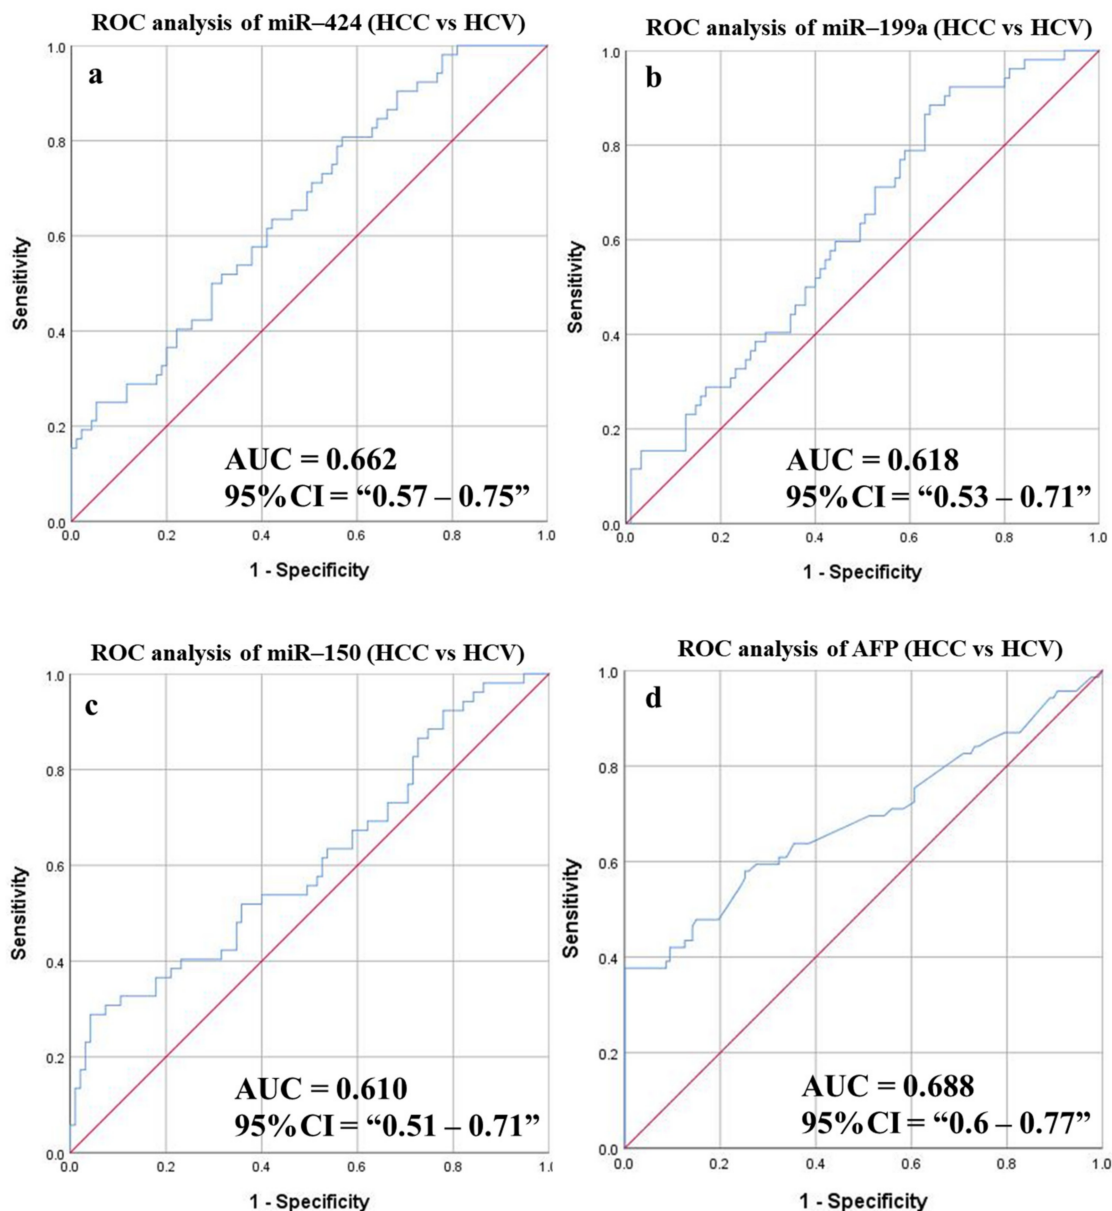 ROC analysis of miR–424 (HCC vs HCV)
a
1.0
0.8
0.6
0.4
0.2
0.0
Sensitivity
AUC = 0.662
95%CI = “0.57 – 0.75”
0.0 0.2 0.4 0.6 0.8 1.0
1 - Specificity
ROC analysis of miR–199a (HCC vs HCV)
b
1.0
0.8
0.6
0.4
0.2
0.0
Sensitivity
AUC = 0.618
95%CI = “0.53 – 0.71”
0.0 0.2 0.4 0.6 0.8 1.0
1 - Specificity
ROC analysis of miR–150 (HCC vs HCV)
c
1.0
0.8
0.6
0.4
0.2
0.0
Sensitivity
AUC = 0.610
95%CI = “0.51 – 0.71”
0.0 0.2 0.4 0.6 0.8 1.0
1 - Specificity
ROC analysis of AFP (HCC vs HCV)
d
1.0
0.8
0.6
0.4
0.2
0.0
Sensitivity
AUC = 0.688
95%CI = “0.6 – 0.77”
0.0 0.2 0.4 0.6 0.8 1.0
1 - Specificity